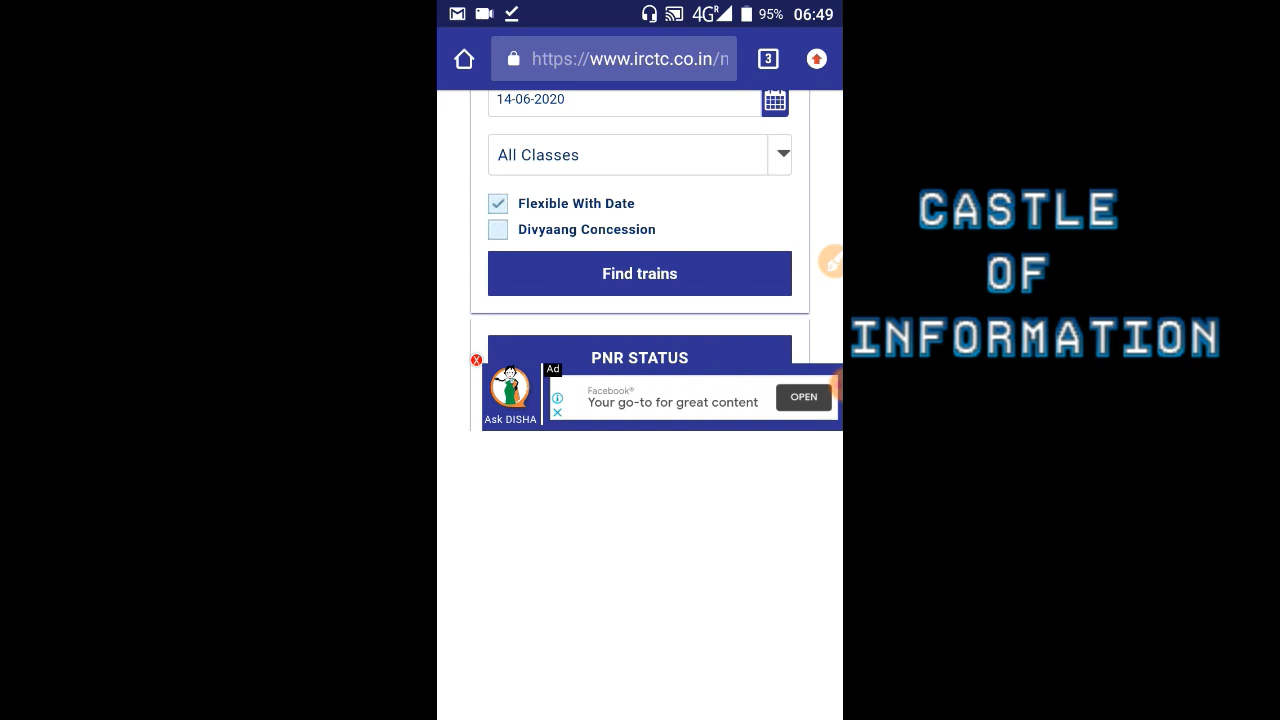 4G R 95% 06:49
https://www.irctc.co.in/n 3
14-06-2020
All Classes
Flexible With Date
Divyaang Concession
Find trains
PNR STATUS
X
Ad
Facebook®
Your go-to for great content
OPEN
Ask DISHA
CASTLE
OF
INFORMATION